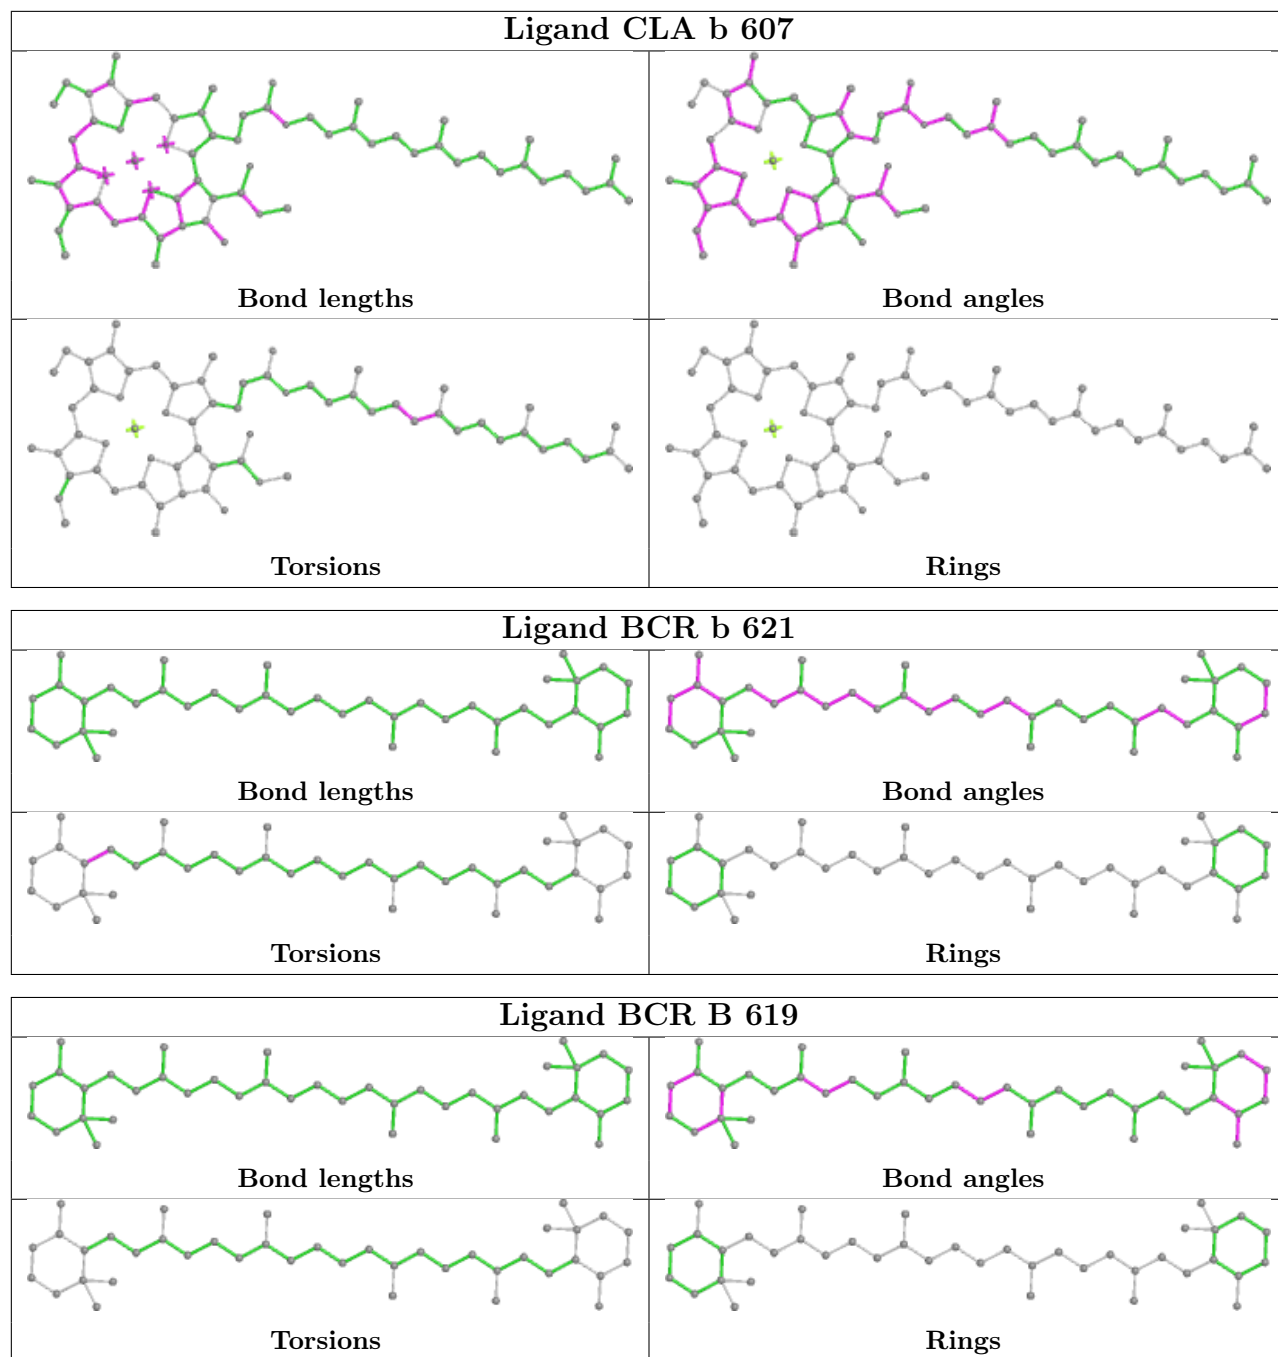 Ligand CLA b 607
Bond lengths
Bond angles
Torsions
Rings
Ligand BCR b 621
Bond lengths
Bond angles
Torsions
Rings
Ligand BCR B 619
Bond lengths
Bond angles
Torsions
Rings